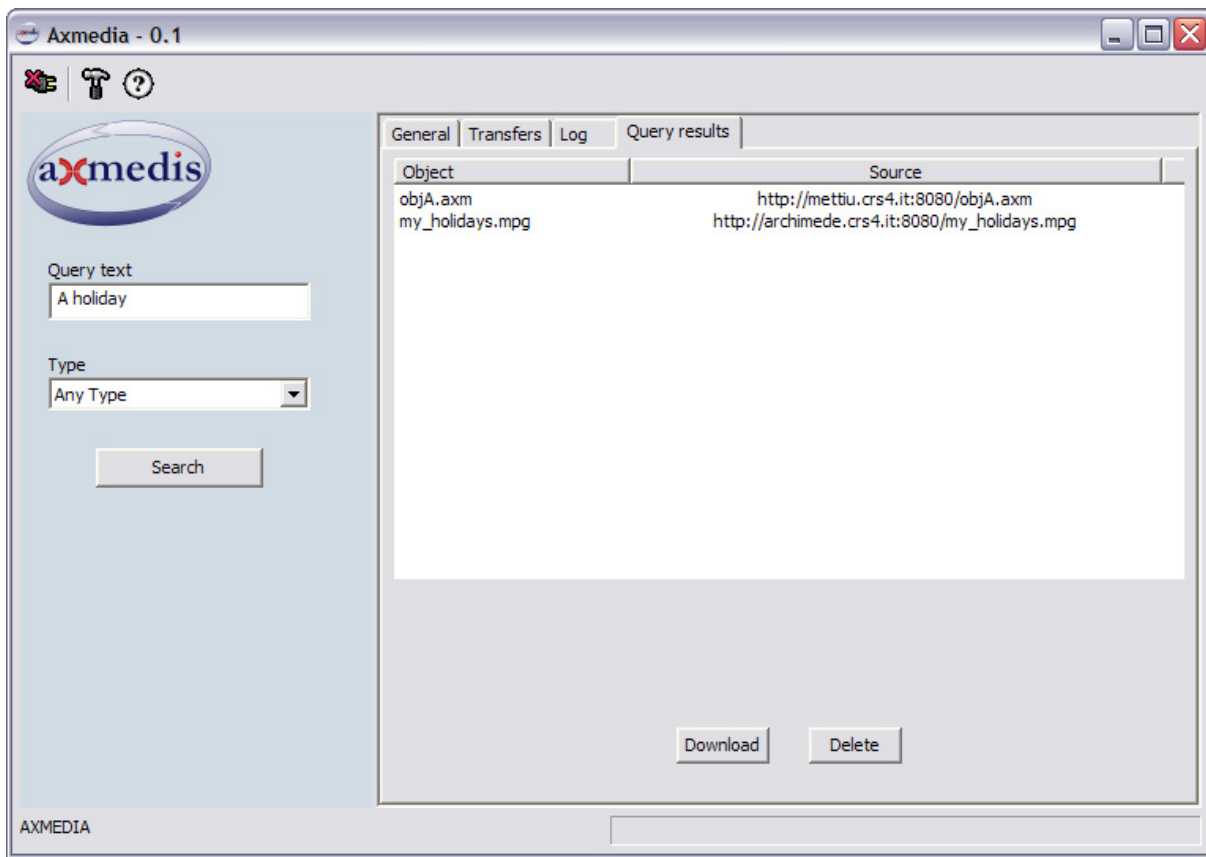 Axmedia - 0.1
?
axmedis
Query text
A holiday
Type
Any Type
Search
General Transfers Log Query results
Object Source
objA.axm http://mettiu.crs4.it:8080/objA.axm
my_holidays.mpg http://archimede.crs4.it:8080/my_holidays.mpg
Download Delete
AXMEDIA